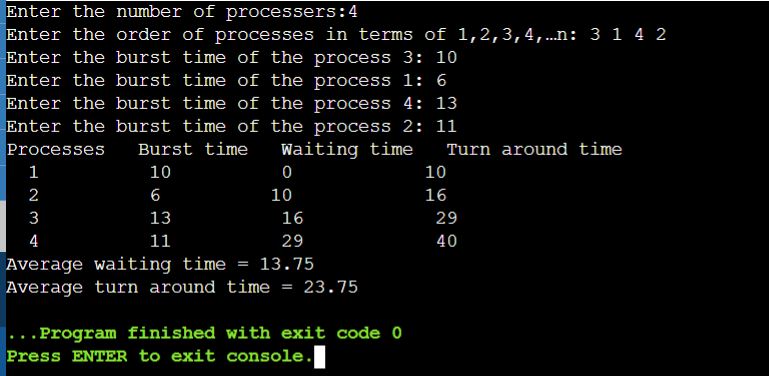 Enter the number of processers:4
Enter the order of processes in terms of 1,2,3,4,…n: 3 1 4 2
Enter the burst time of the process 3: 10
Enter the burst time of the process 1: 6
Enter the burst time of the process 4: 13
Enter the burst time of the process 2: 11
Processes   Burst time   Waiting time   Turn around time
1   10   0   10
2   6   10   16
3   13   16   29
4   11   29   40
Average waiting time = 13.75
Average turn around time = 23.75
...Program finished with exit code 0
Press ENTER to exit console.